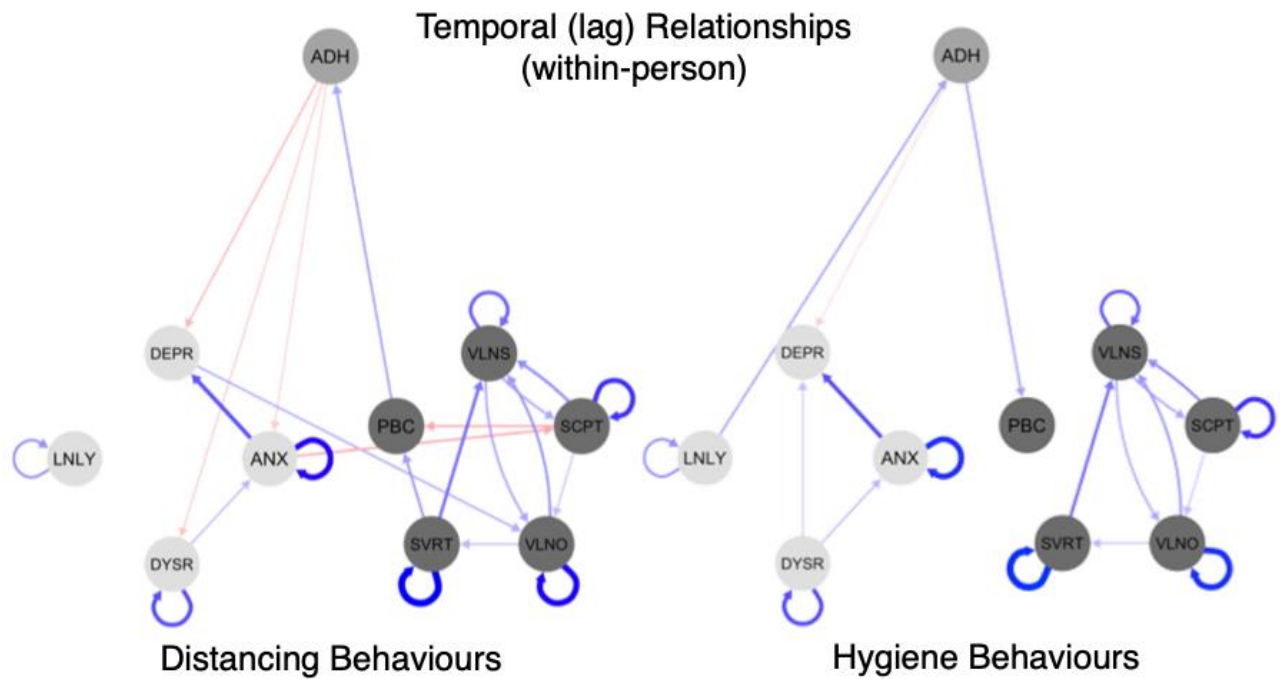 Temporal (lag) Relationships
(within-person)
ADH
ADH
DEPR
VLNS
DEPR
VLNS
PBC
SCPT
PBC
SCPT
LNLY
ANX
LNLY
ANX
SVRT
VLNO
SVRT
VLNO
DYSR
DYSR
Distancing Behaviours
Hygiene Behaviours